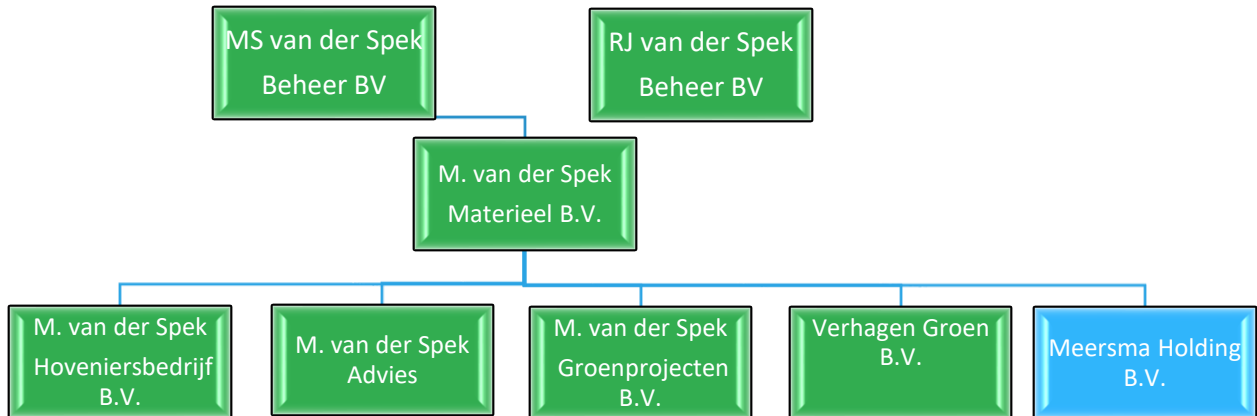 MS van der Spek
Beheer BV
RJ van der Spek
Beheer BV
M. van der Spek
Materieel B.V.
M. van der Spek
Hoveniersbedrijf
B.V.
M. van der Spek
Advies
M. van der Spek
Groenprojecten
B.V.
Verhagen Groen
B.V.
Meersma Holding
B.V.